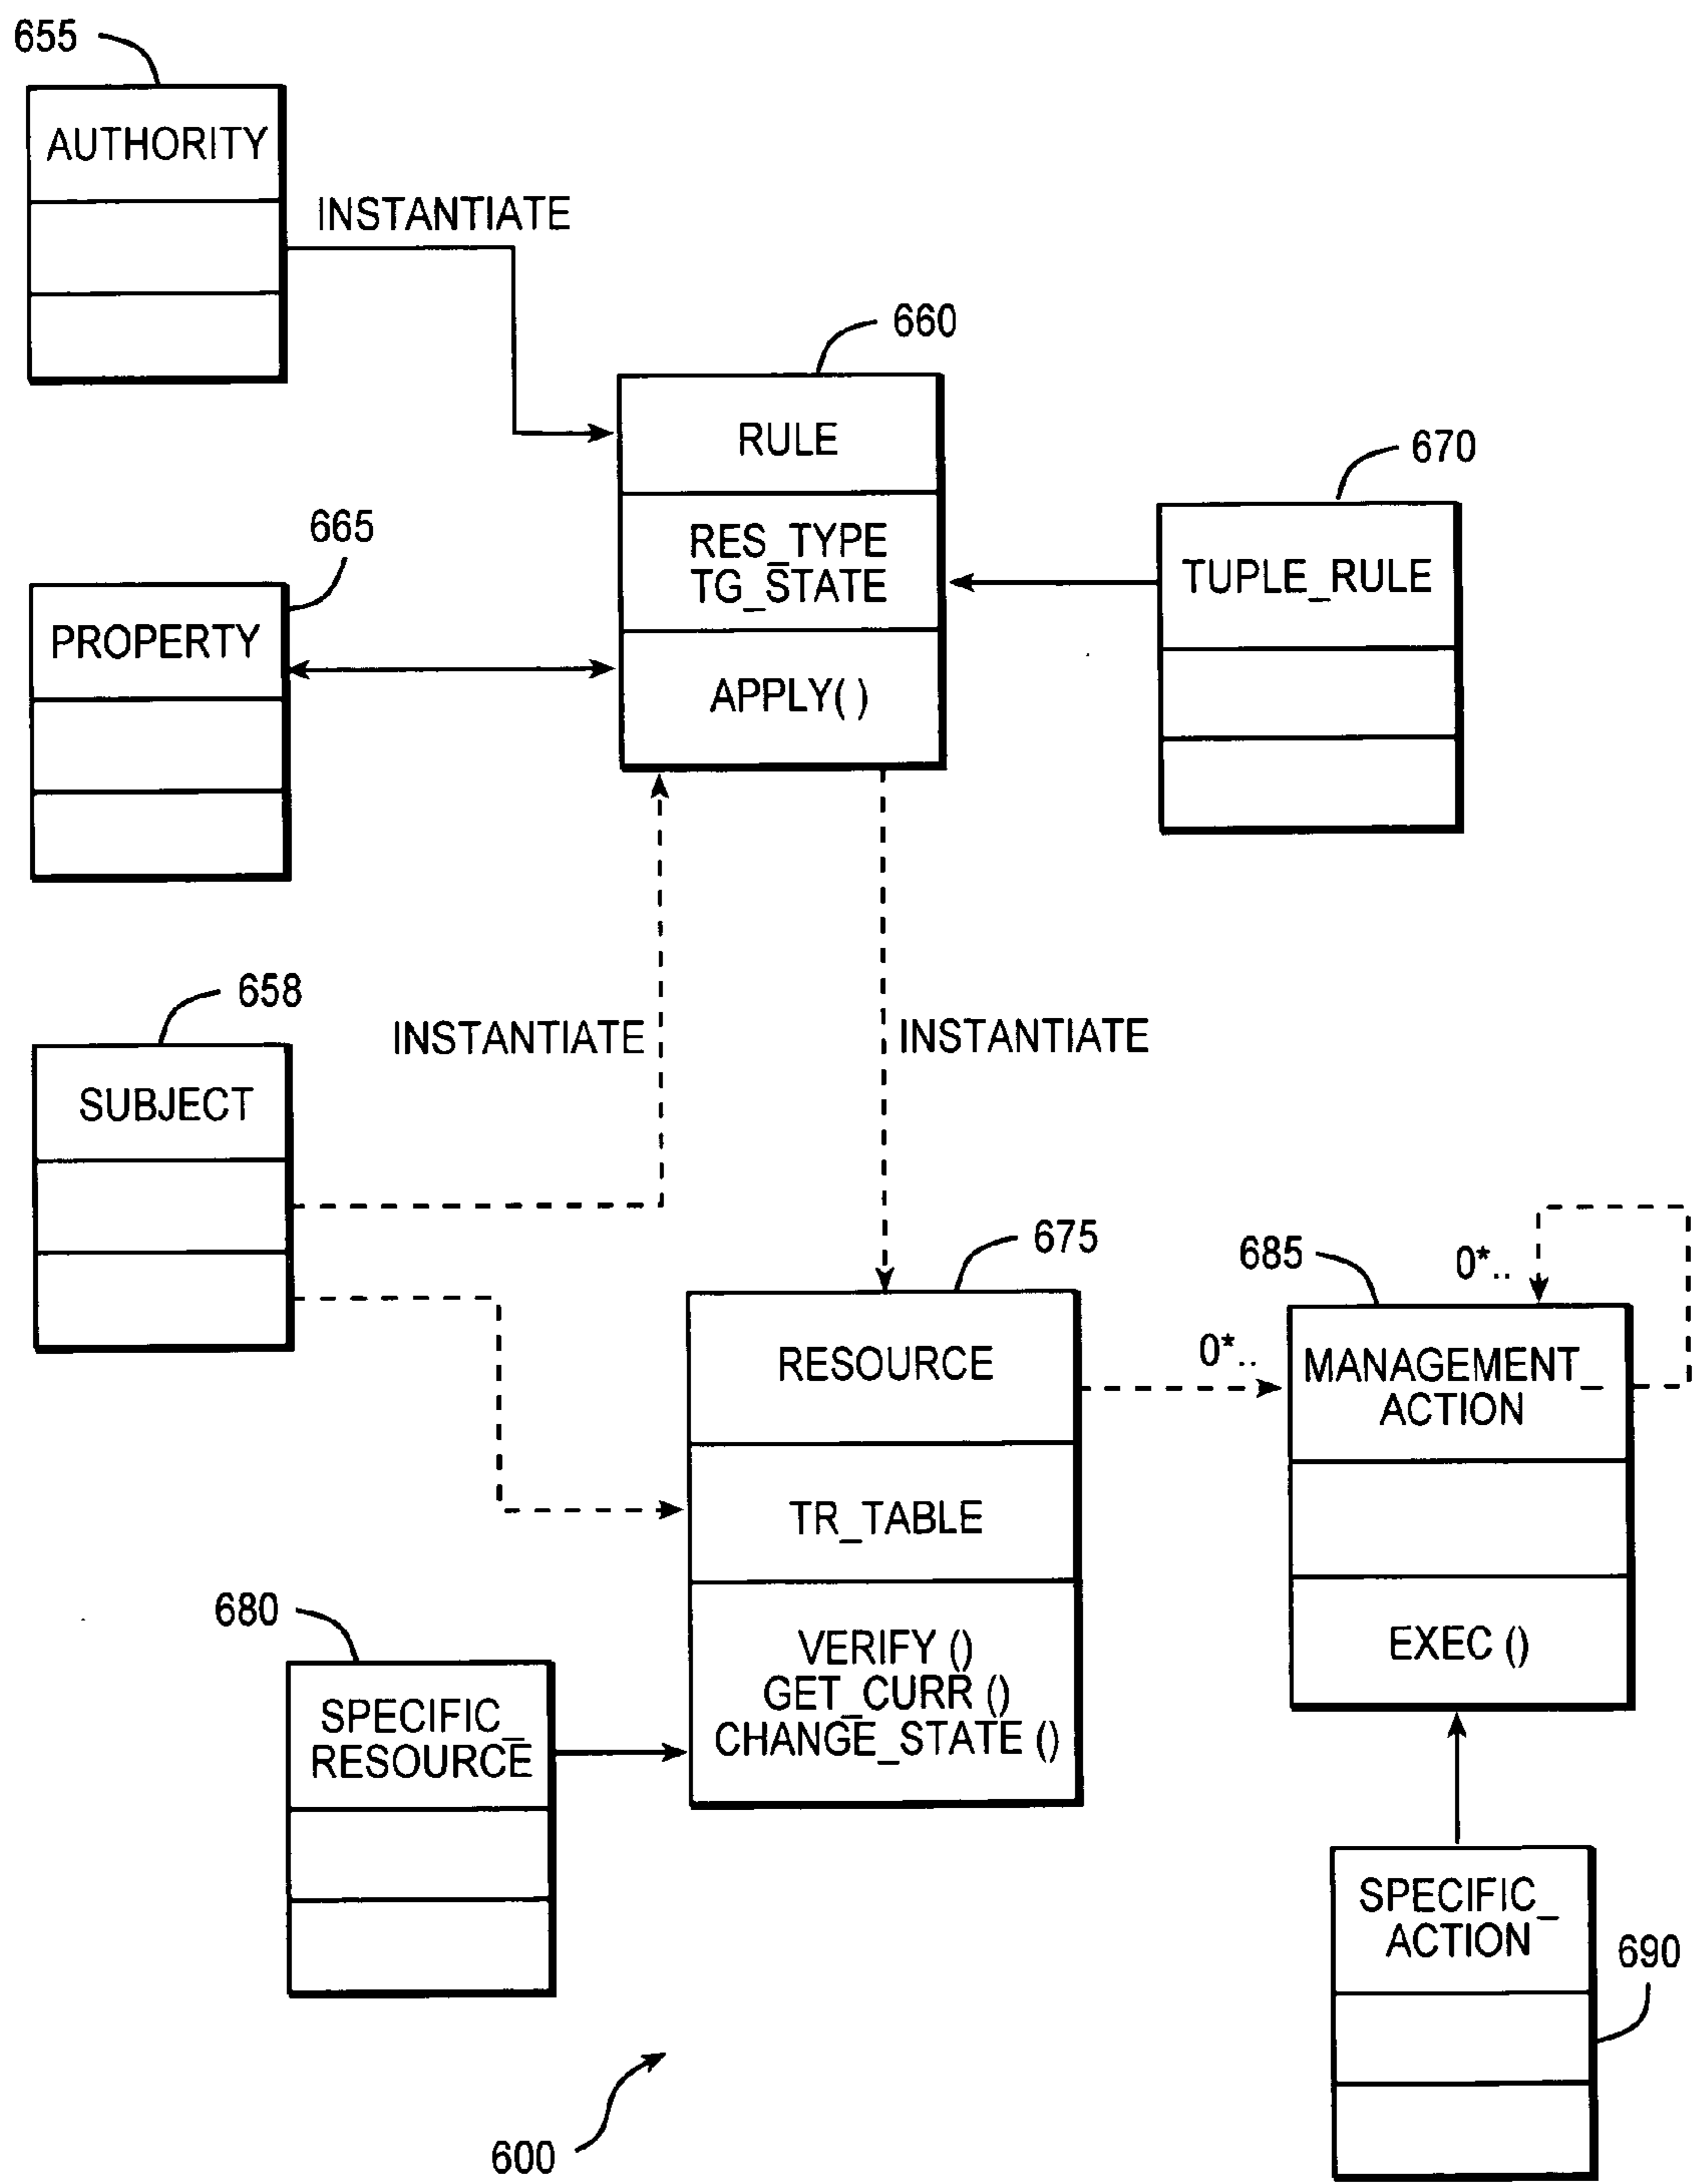 655
AUTHORITY
INSTANTIATE
660
RULE
RES_TYPE
TG_STATE
APPLY( )
670
TUPLE_RULE
665
PROPERTY
658
SUBJECT
INSTANTIATE
INSTANTIATE
675
RESOURCE
TR_TABLE
VERIFY ()
GET_CURR ()
CHANGE_STATE ()
0*..
685
0*..
MANAGEMENT_
ACTION
EXEC ()
680
SPECIFIC_
RESOURCE
SPECIFIC_
ACTION
690
600